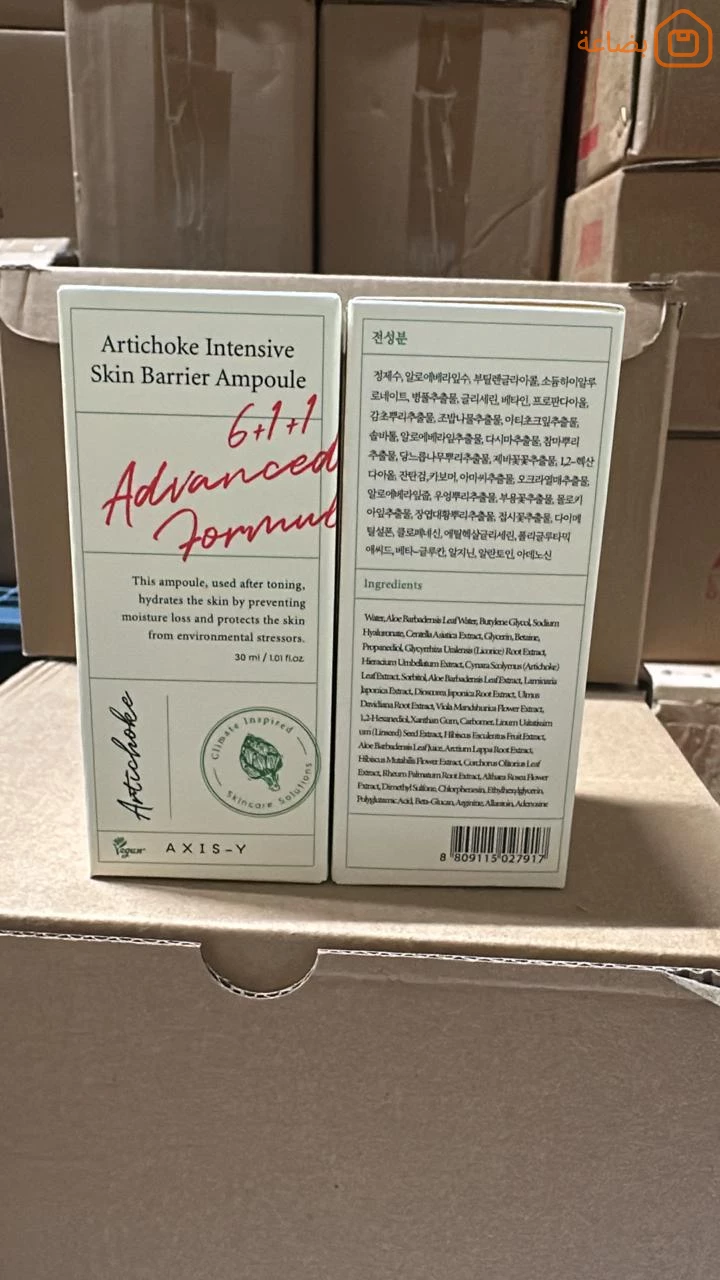 بضاعة
Artichoke Intensive
Skin Barrier Ampoule
6+1+1
Advanced
Formul
This ampoule, used after toning,
hydrates the skin by preventing
moisture loss and protects the skin
from environmental stressors.
30 ml / 1.01 fl.oz.
Artichoke
Climate Inspired
Skincare Solutions
Vegan
AXIS-Y
전성분
정제수, 알로에베라잎수, 부틸렌글라이콜, 소듐하이알루
로네이트, 병풀추출물, 글리세린, 베타인, 프로판다이올,
감초뿌리추출물, 조밥나물추출물, 아티초크잎추출물,
솔바톨, 알로에베라잎추출물, 다시마추출물, 참마뿌리
추출물, 당느릅나무뿌리추출물, 제비꽃꽃추출물, 1,2-헥산
다이올, 잔탄검, 카보머, 아마씨추출물, 오크라열매추출물,
알로에베라잎즙, 우엉뿌리추출물, 부용꽃추출물, 몰로키
아잎추출물, 장엽대황뿌리추출물, 접시꽃추출물, 다이메
틸설폰, 클로페네신, 에틸헥실글리세린, 폴리글루타믹
애씨드, 베타-글루칸, 알지닌, 알란토인, 아데노신
Ingredients
Water, Aloe Barbadensis Leaf Water, Butylene Glycol, Sodium
Hyaluronate, Centella Asiatica Extract, Glycerin, Betaine,
Propanediol, Glycyrrhiza Uralensis (Licorice) Root Extract,
Hieracium Umbellatum Extract, Cynara Scolymus (Artichoke)
Leaf Extract, Sorbitol, Aloe Barbadensis Leaf Extract, Laminaria
Japonica Extract, Dioscorea Japonica Root Extract, Ulmus
Davidiana Root Extract, Viola Mandshurica Flower Extract,
1,2-Hexanediol, Xanthan Gum, Carbomer, Linum Usitatissim
um (Linseed) Seed Extract, Hibiscus Esculentus Fruit Extract,
Aloe Barbadensis Leaf Juice, Arctium Lappa Root Extract,
Hibiscus Mutabilis Flower Extract, Corchorus Olitorius Leaf
Extract, Rheum Palmatum Root Extract, Althaea Rosea Flower
Extract, Dimethyl Sulfone, Chlorphenesin, Ethylhexylglycerin,
Polyglutamic Acid, Beta-Glucan, Arginine, Allantoin, Adenosine
8 809115 027917